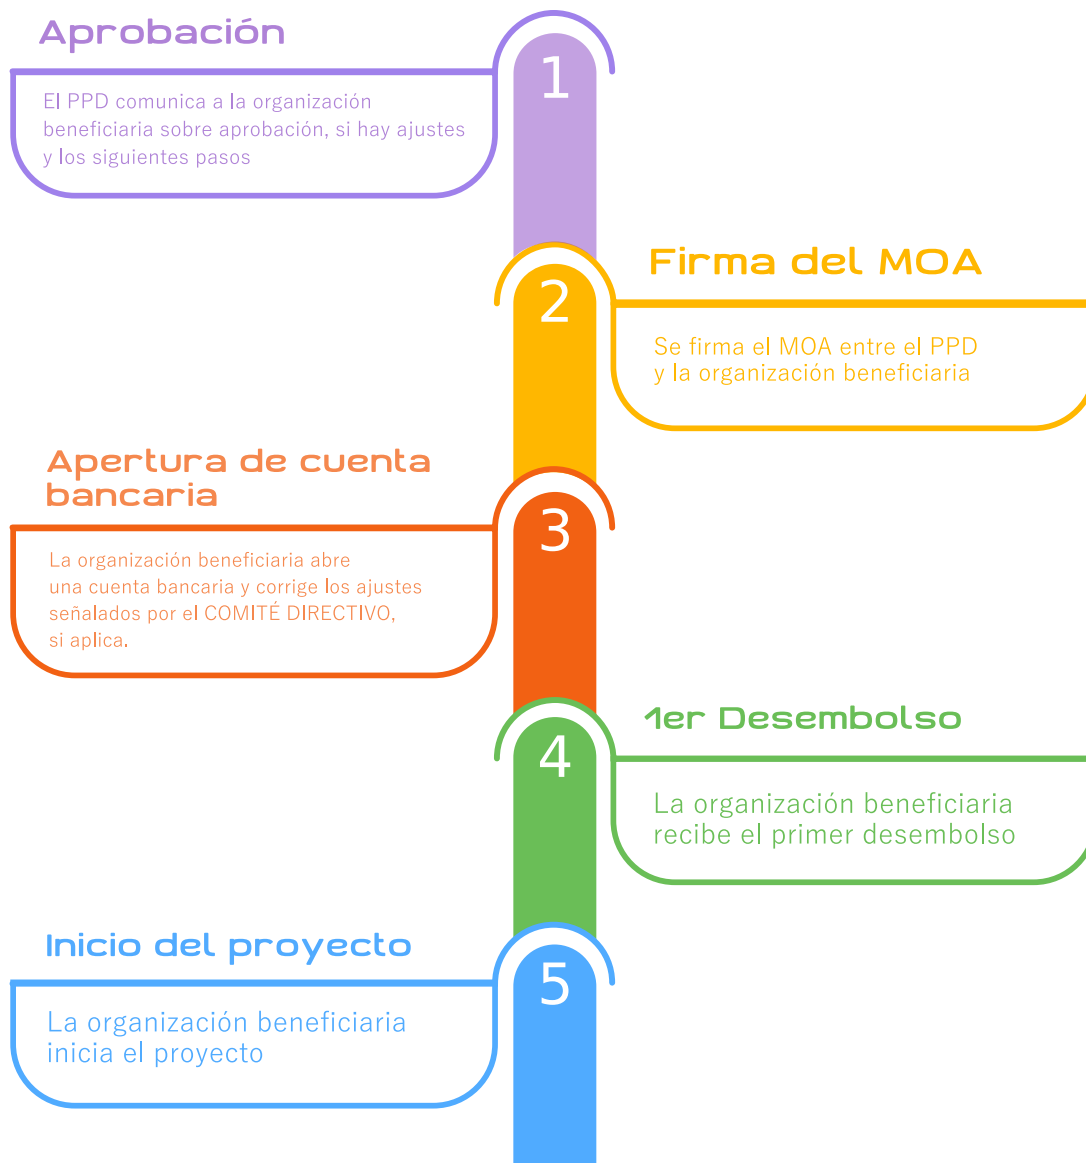 Aprobación
1
El PPD comunica a la organización
beneficiaria sobre aprobación, si hay ajustes
y los siguientes pasos
Firma del MOA
2
Se firma el MOA entre el PPD
y la organización beneficiaria
Apertura de cuenta
bancaria
3
La organización beneficiaria abre
una cuenta bancaria y corrige los ajustes
señalados por el COMITÉ DIRECTIVO,
si aplica.
1er Desembolso
4
La organización beneficiaria
recibe el primer desembolso
Inicio del proyecto
5
La organización beneficiaria
inicia el proyecto